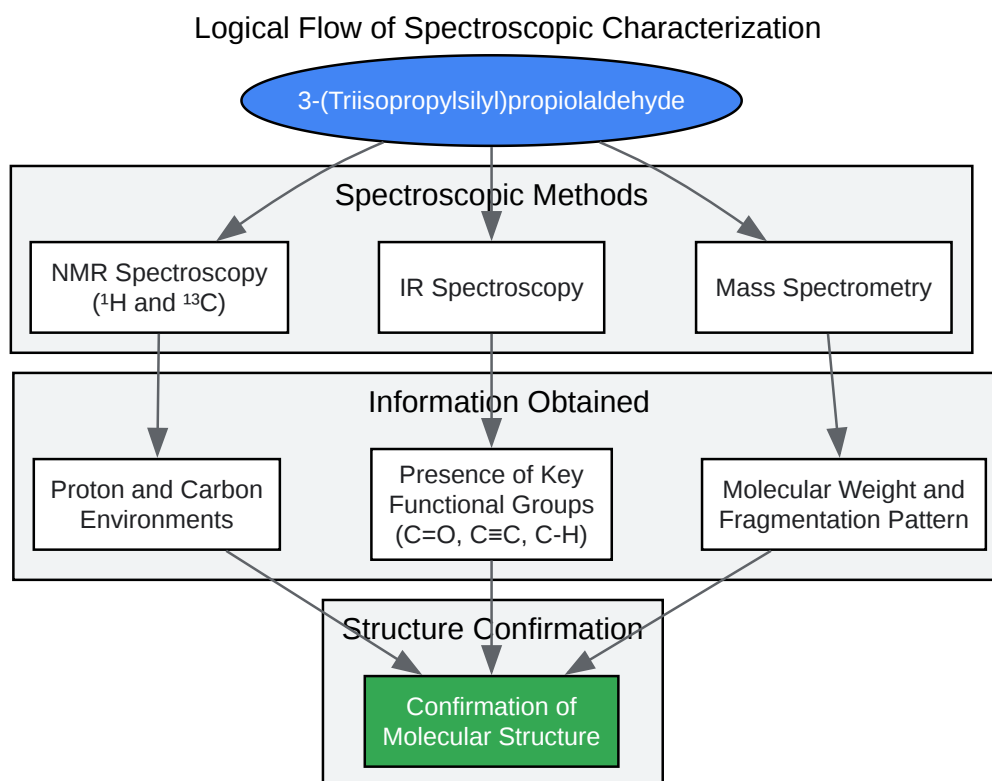 Logical Flow of Spectroscopic Characterization
3-(Triisopropylsilyl)propiolaldehyde
Spectroscopic Methods
NMR Spectroscopy
(¹H and ¹³C)
IR Spectroscopy
Mass Spectrometry
Information Obtained
Proton and Carbon
Environments
Presence of Key
Functional Groups
(C=O, C≡C, C-H)
Molecular Weight and
Fragmentation Pattern
Structure Confirmation
Confirmation of
Molecular Structure